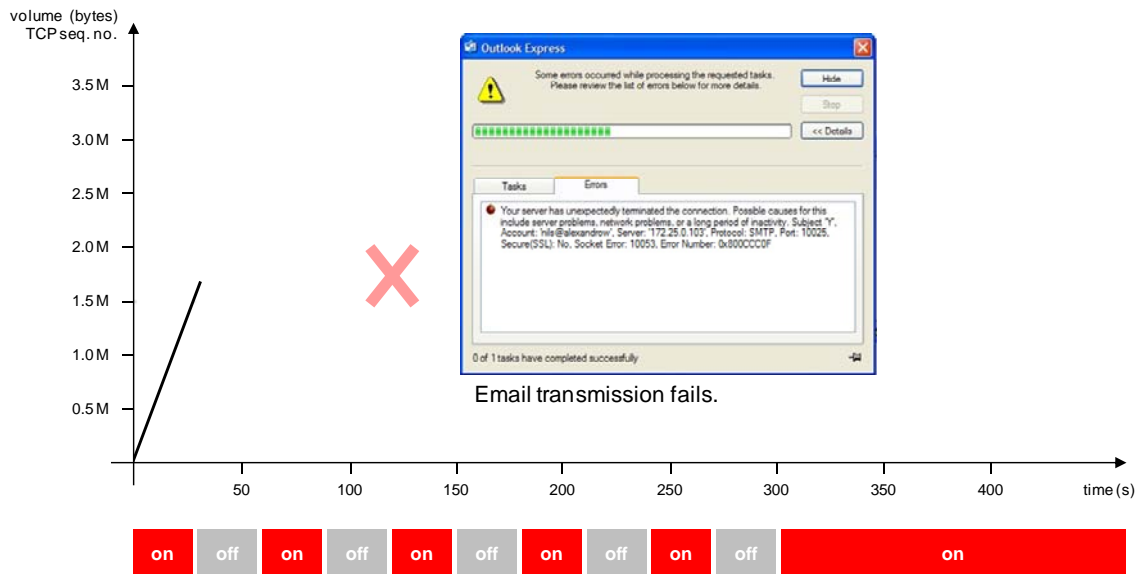 volume (bytes)
TCP seq. no.
3.5 M
3.0 M
2.5 M
2.0 M
1.5 M
1.0 M
0.5 M
Outlook Express
Some errors occurred while processing the requested tasks.
Please review the list of errors below for more details.
Hide
Stop
<< Details
Tasks
Errors
Your server has unexpectedly terminated the connection. Possible causes for this
include server problems, network problems, or a long period of inactivity. Subject 'Y',
Account: 'nils@alexandrow', Server: '172.25.0.103', Protocol: SMTP, Port: 10025,
Secure(SSL): No, Socket Error: 10053, Error Number: 0x800CCC0F
0 of 1 tasks have completed successfully
Email transmission fails.
50 100 150 200 250 300 350 400 time (s)
on off on off on off on off on off on